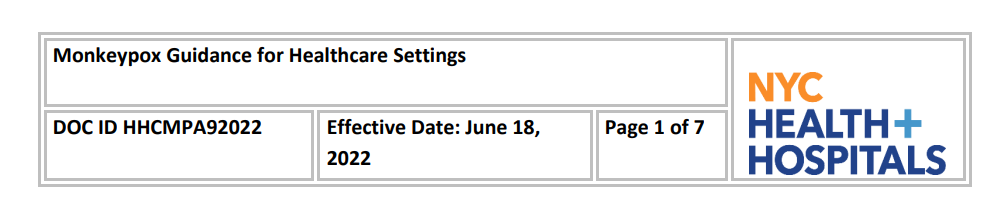 Monkeypox Guidance for Healthcare Settings
DOC ID HHCMPA92022
Effective Date: June 18,
2022
Page 1 of 7
NYC
HEALTH+
HOSPITALS